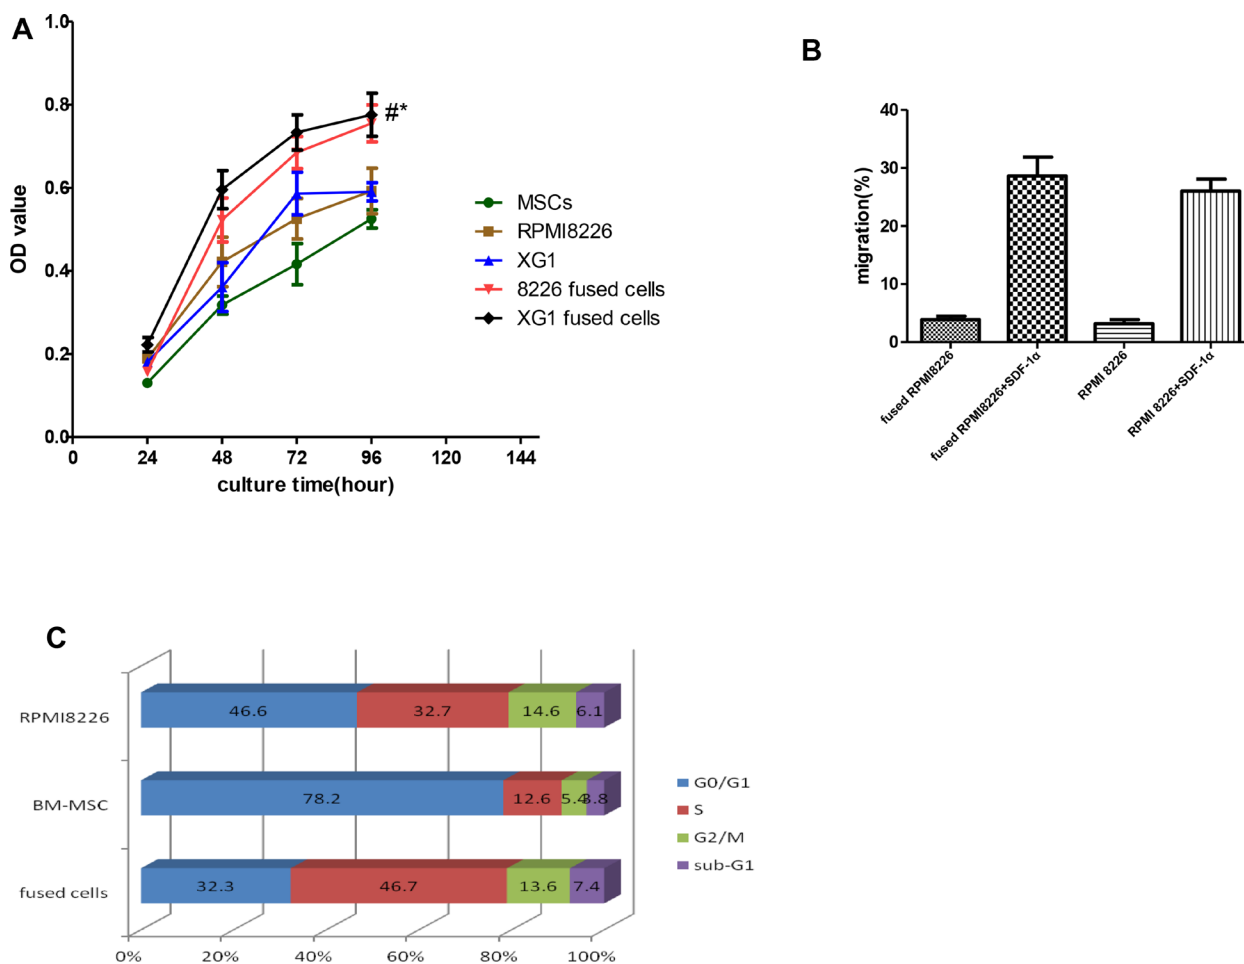 A
1.0
0.8
0.6
0.4
0.2
0.0
OD value
#*
MSCs
RPMI8226
XG1
8226 fused cells
XG1 fused cells
0 24 48 72 96 120 144
culture time(hour)
B
40
30
20
10
0
migration(%)
fused RPMI8226
fused RPMI8226+SDF-1α
RPMI 8226
RPMI 8226+SDF-1α
C
RPMI8226 46.6 32.7 14.6 6.1
BM-MSC 78.2 12.6 5.4 3.8
fused cells 32.3 46.7 13.6 7.4
0% 20% 40% 60% 80% 100%
G0/G1
S
G2/M
sub-G1